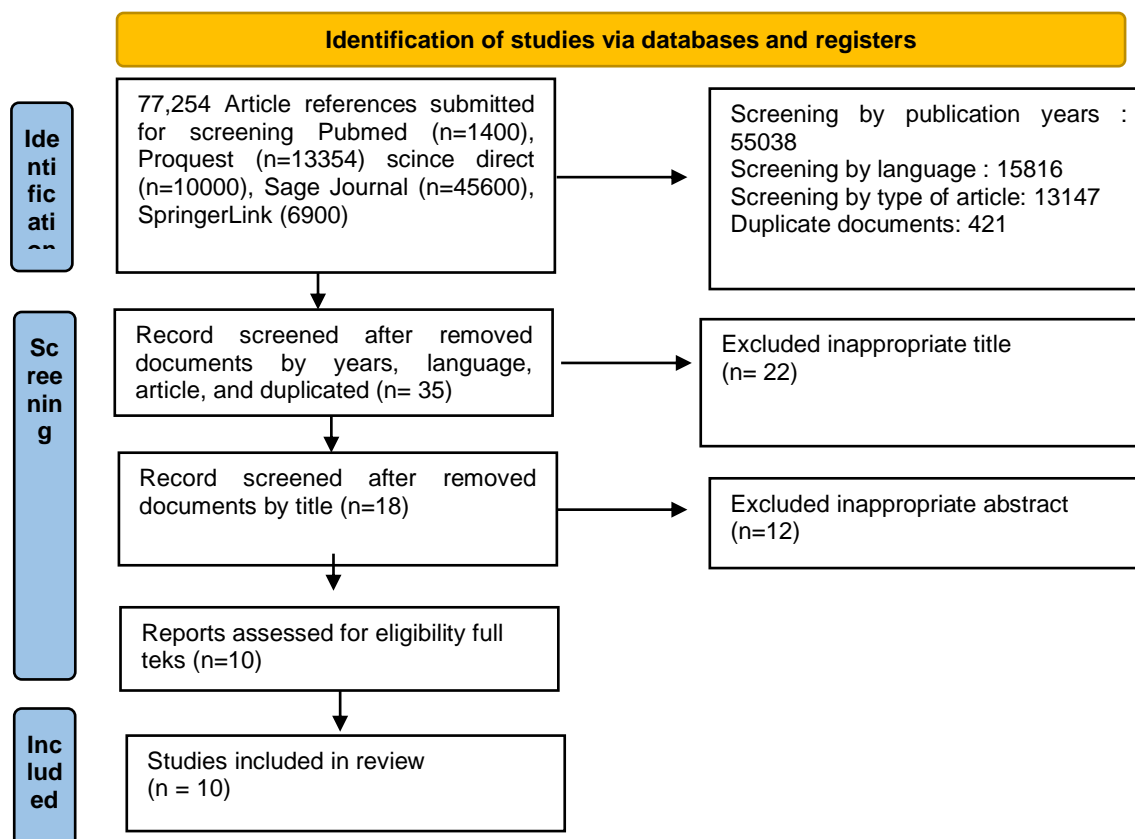 Identification of studies via databases and registers
Ide
nti
fic
ati
on
77,254 Article references submitted
for screening Pubmed (n=1400),
Proquest (n=13354) scince direct
(n=10000), Sage Journal (n=45600),
SpringerLink (6900)
Screening by publication years :
55038
Screening by language : 15816
Screening by type of article: 13147
Duplicate documents: 421
Sc
ree
nin
g
Record screened after removed
documents by years, language,
article, and duplicated (n= 35)
Excluded inappropriate title
(n= 22)
Record screened after removed
documents by title (n=18)
Excluded inappropriate abstract
(n=12)
Reports assessed for eligibility full
teks (n=10)
Inc
lud
ed
Studies included in review
(n = 10)